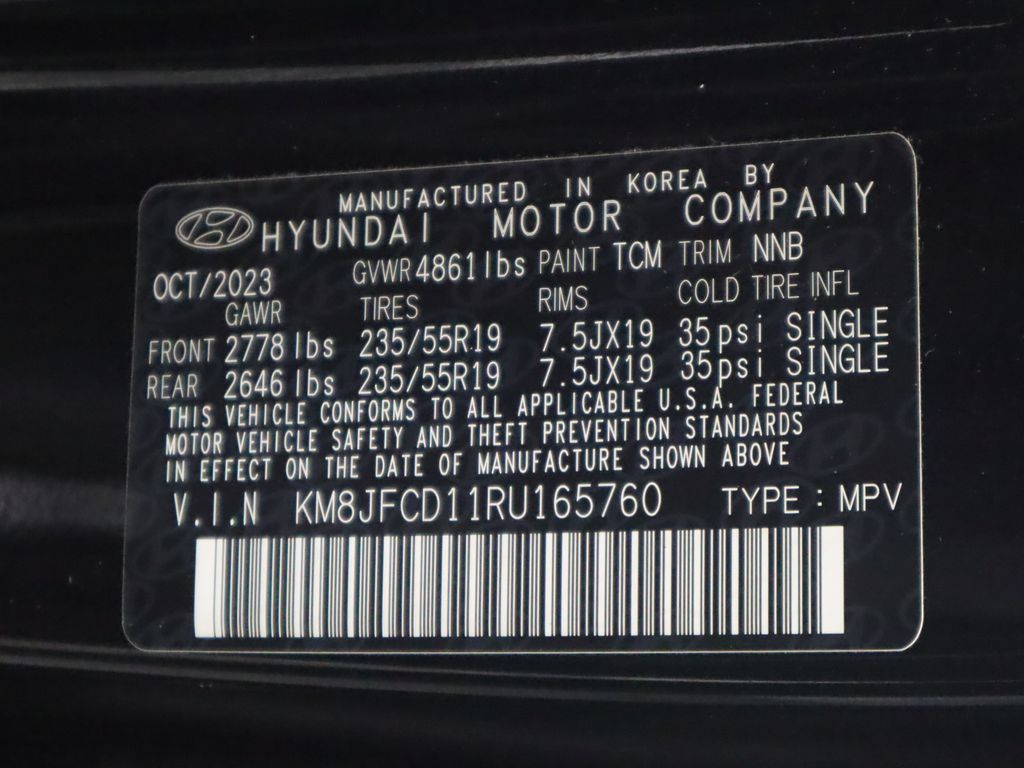 MANUFACTURED IN KOREA BY
HYUNDAI MOTOR COMPANY
OCT/2023 GVWR 4861lbs PAINT TCM TRIM NNB
GAWR TIRES RIMS COLD TIRE INFL
FRONT 2778 lbs 235/55R19 7.5JX19 35psi SINGLE
REAR 2646 lbs 235/55R19 7.5JX19 35psi SINGLE
THIS VEHICLE CONFORMS TO ALL APPLICABLE U.S.A. FEDERAL
MOTOR VEHICLE SAFETY AND THEFT PREVENTION STANDARDS
IN EFFECT ON THE DATE OF MANUFACTURE SHOWN ABOVE
V.I.N KM8JFCD11RU165760 TYPE : MPV